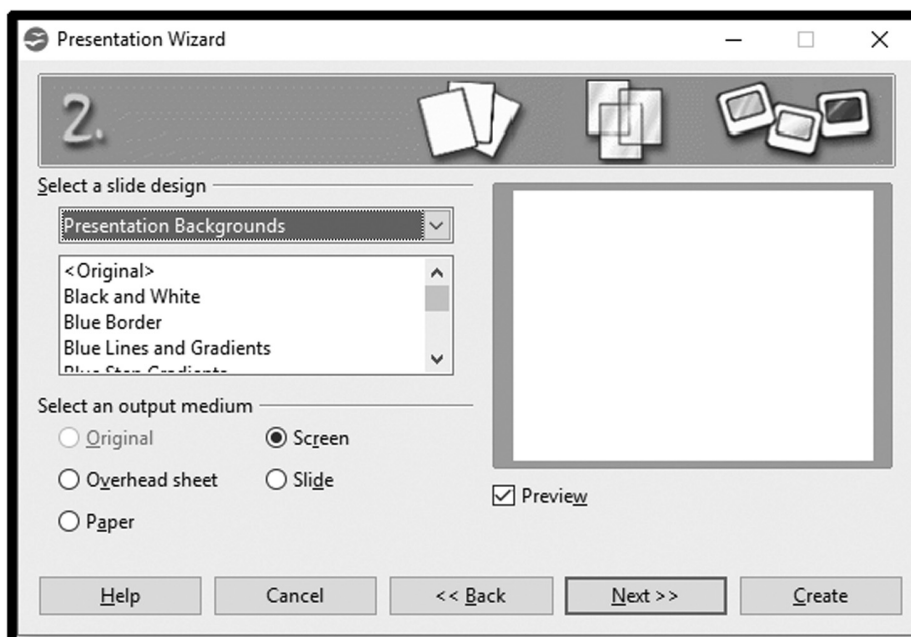 Presentation Wizard
2.
Select a slide design
Presentation Backgrounds
<Original>
Black and White
Blue Border
Blue Lines and Gradients
Select an output medium
Original
Screen
Overhead sheet
Slide
Paper
Preview
Help
Cancel
<< Back
Next >>
Create